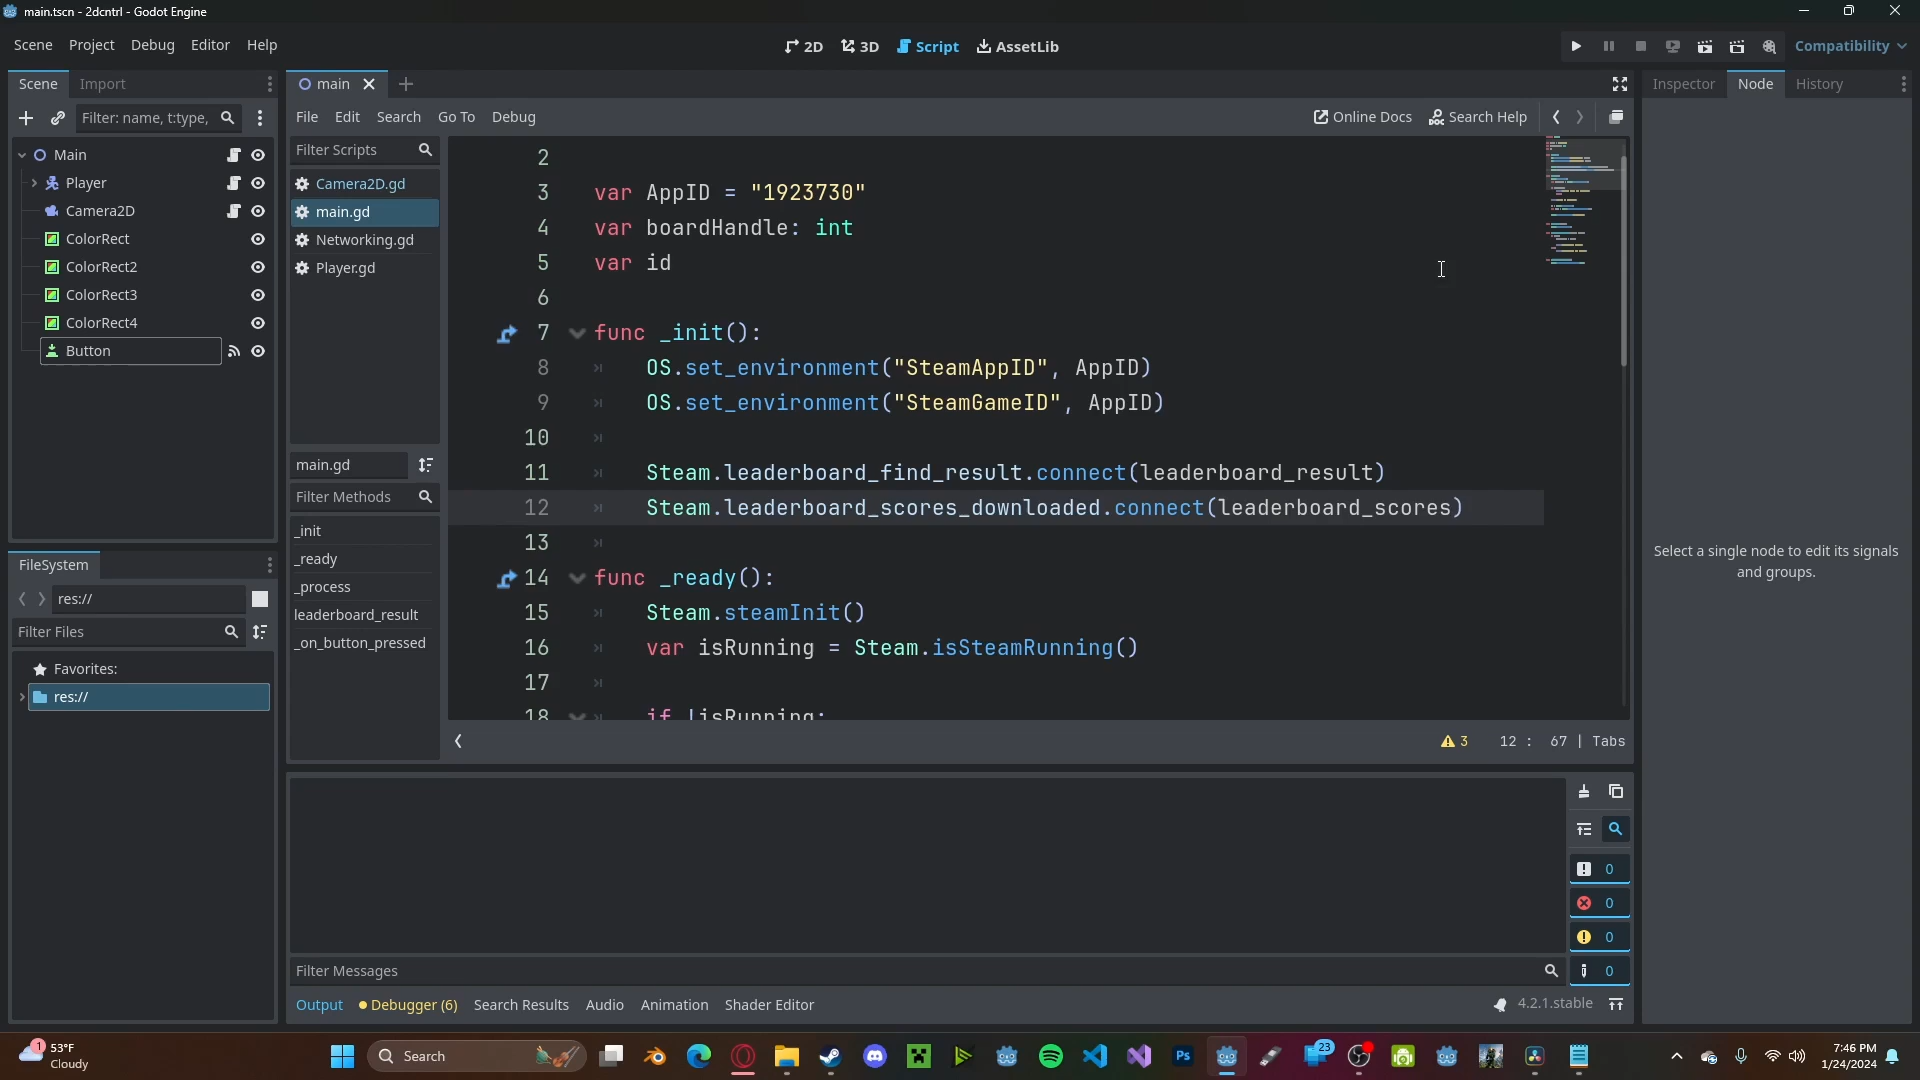 main.tscn - 2dcntrl - Godot Engine
Scene Project Debug Editor Help
2D 3D Script AssetLib
Compatibility
Scene Import
Filter: name, t:type,
Main
Player
Camera2D
ColorRect
ColorRect2
ColorRect3
ColorRect4
Button
FileSystem
res://
Filter Files
Favorites:
res://
main
File Edit Search Go To Debug
Online Docs Search Help
Filter Scripts
Camera2D.gd
main.gd
Networking.gd
Player.gd
main.gd
Filter Methods
_init
_ready
_process
leaderboard_result
_on_button_pressed
2
3 var AppID = "1923730"
4 var boardHandle: int
5 var id
6
7 func _init():
8 OS.set_environment("SteamAppID", AppID)
9 OS.set_environment("SteamGameID", AppID)
10
11 Steam.leaderboard_find_result.connect(leaderboard_result)
12 Steam.leaderboard_scores_downloaded.connect(leaderboard_scores)
13
14 func _ready():
15 Steam.steamInit()
16 var isRunning = Steam.isSteamRunning()
17
18 if !isRunning:
3 12 : 67 | Tabs
0
0
0
0
Filter Messages
Output Debugger (6) Search Results Audio Animation Shader Editor
4.2.1.stable
Inspector Node History
Select a single node to edit its signals
and groups.
1
53°F
Cloudy
Search
Ps
23
7:46 PM
1/24/2024